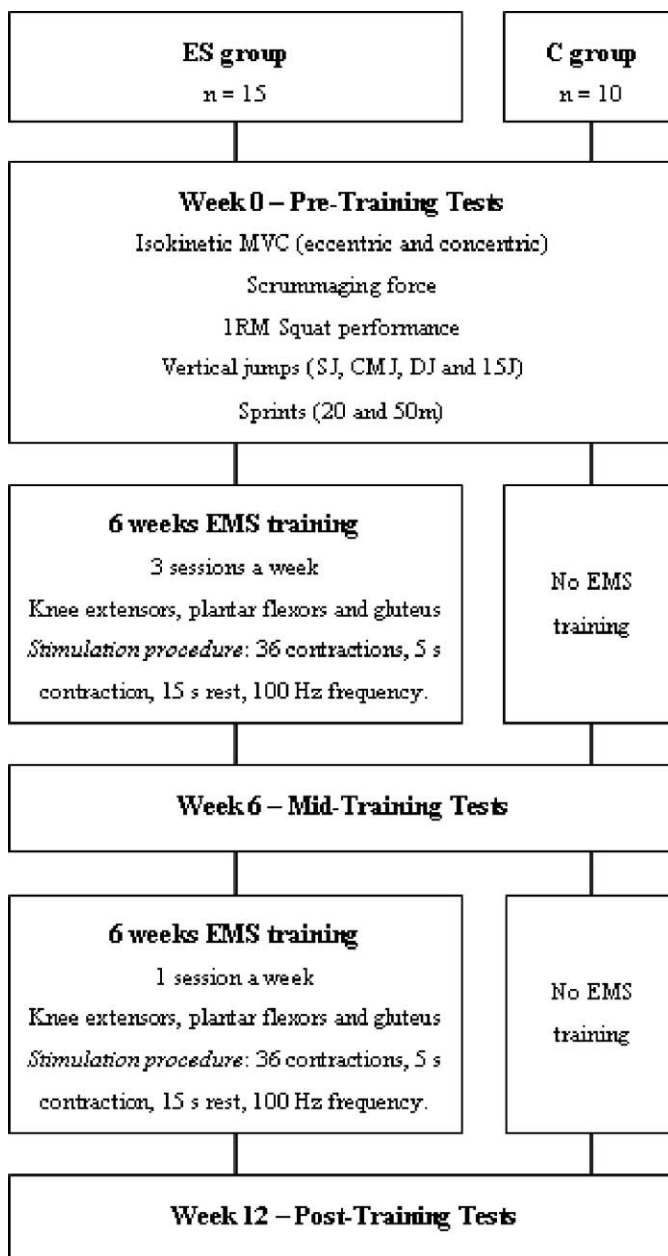 ES group
n = 15
C group
n = 10
Week 0 – Pre-Training Tests
Isokinetic MVC (eccentric and concentric)
Scrummaging force
1RM Squat performance
Vertical jumps (SJ, CMJ, DJ and 15J)
Sprints (20 and 50m)
6 weeks EMS training
3 sessions a week
Knee extensors, plantar flexors and gluteus
Stimulation procedure: 36 contractions, 5 s
contraction, 15 s rest, 100 Hz frequency.
No EMS
training
Week 6 – Mid-Training Tests
6 weeks EMS training
1 session a week
Knee extensors, plantar flexors and gluteus
Stimulation procedure: 36 contractions, 5 s
contraction, 15 s rest, 100 Hz frequency.
No EMS
training
Week 12 – Post-Training Tests